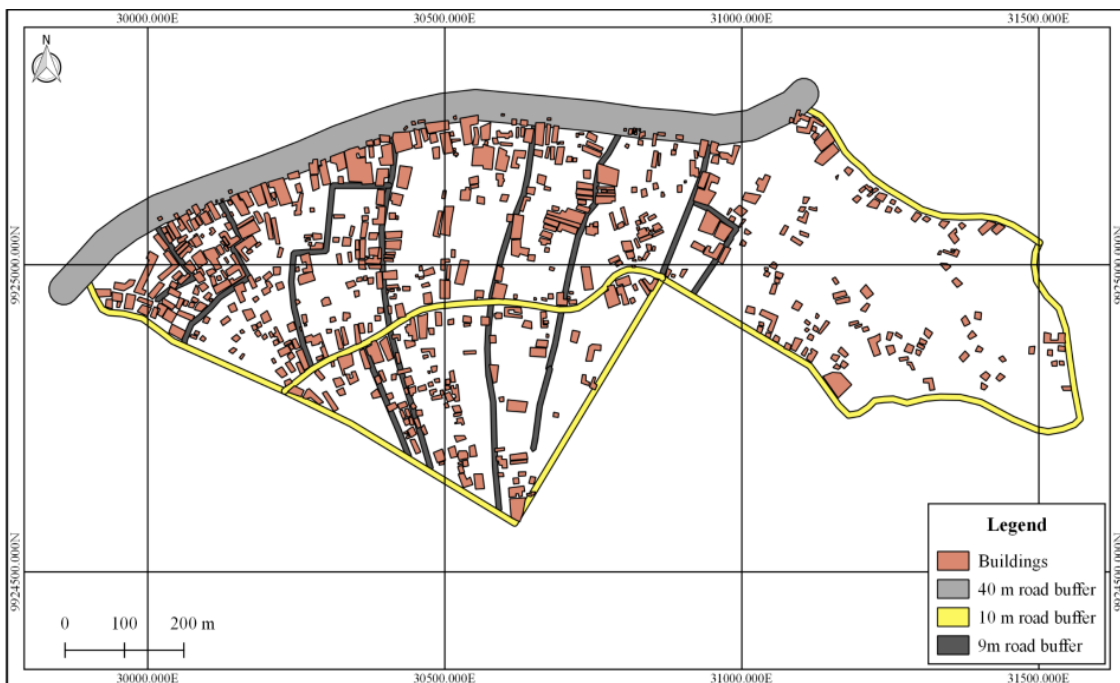 30000.000E 30500.000E 31000.000E 31500.000E
N
9925000.000N 9925000.000N
9924500.000N 9924500.000N
Legend
Buildings
40 m road buffer
10 m road buffer
9m road buffer
0 100 200 m
30000.000E 30500.000E 31000.000E 31500.000E